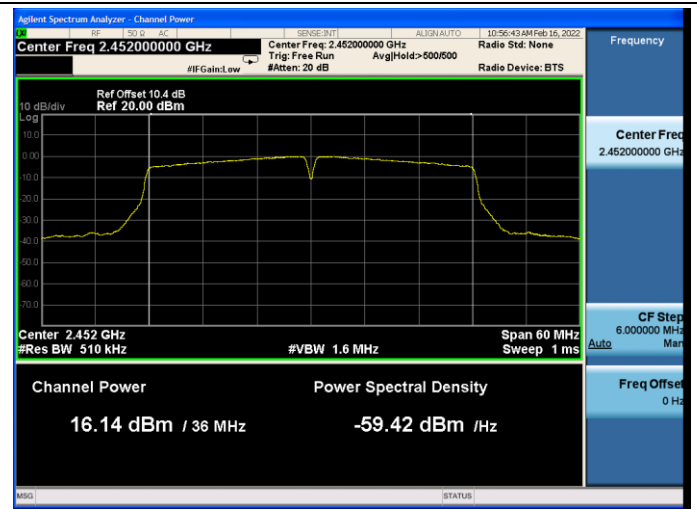 Agilent Spectrum Analyzer - Channel Power
RF 50 Ω AC SENSE:INT ALIGN AUTO 10:56:43 AM Feb 16, 2022
Center Freq 2.452000000 GHz
Center Freq: 2.452000000 GHz Radio Std: None
Trig: Free Run Avg|Hold:>500/500
#IFGain:Low #Atten: 20 dB Radio Device: BTS
Frequency
Ref Offset 10.4 dB
10 dB/div Ref 20.00 dBm
Log
10.0
0.00
-10.0
-20.0
-30.0
-40.0
-50.0
-60.0
-70.0
Center Freq
2.452000000 GHz
CF Step
6.000000 MHz
Auto Man
Freq Offset
0 Hz
Center 2.452 GHz Span 60 MHz
#Res BW 510 kHz #VBW 1.6 MHz Sweep 1 ms
Channel Power Power Spectral Density
16.14 dBm / 36 MHz -59.42 dBm /Hz
MSG STATUS